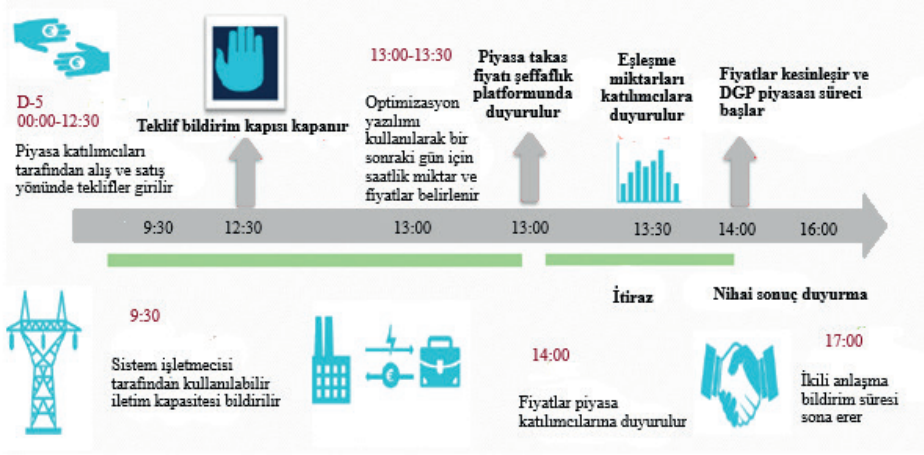 D-5
00:00-12:30
Piyasa katılımcıları
tarafından alış ve satış
yönünde teklifler girilir
Teklif bildirim kapısı kapanır
13:00-13:30
Optimizasyon
yazılımı
kullanılarak bir
sonraki gün için
saatlik miktar ve
fiyatlar belirlenir
Piyasa takas
fiyatı şeffaflık
platformunda
duyurulur
Eşleşme
miktarları
katılımcılara
duyurulur
Fiyatlar kesinleşir ve
DGP piyasası süreci
başlar
9:30 12:30 13:00 13:00 13:30 14:00 16:00
9:30
Sistem işletmecisi
tarafından kullanılabilir
iletim kapasitesi bildirilir
İtiraz
Nihai sonuç duyurma
14:00
Fiyatlar piyasa
katılımcılarına duyurulur
17:00
İkili anlaşma
bildirim süresi
sona erer